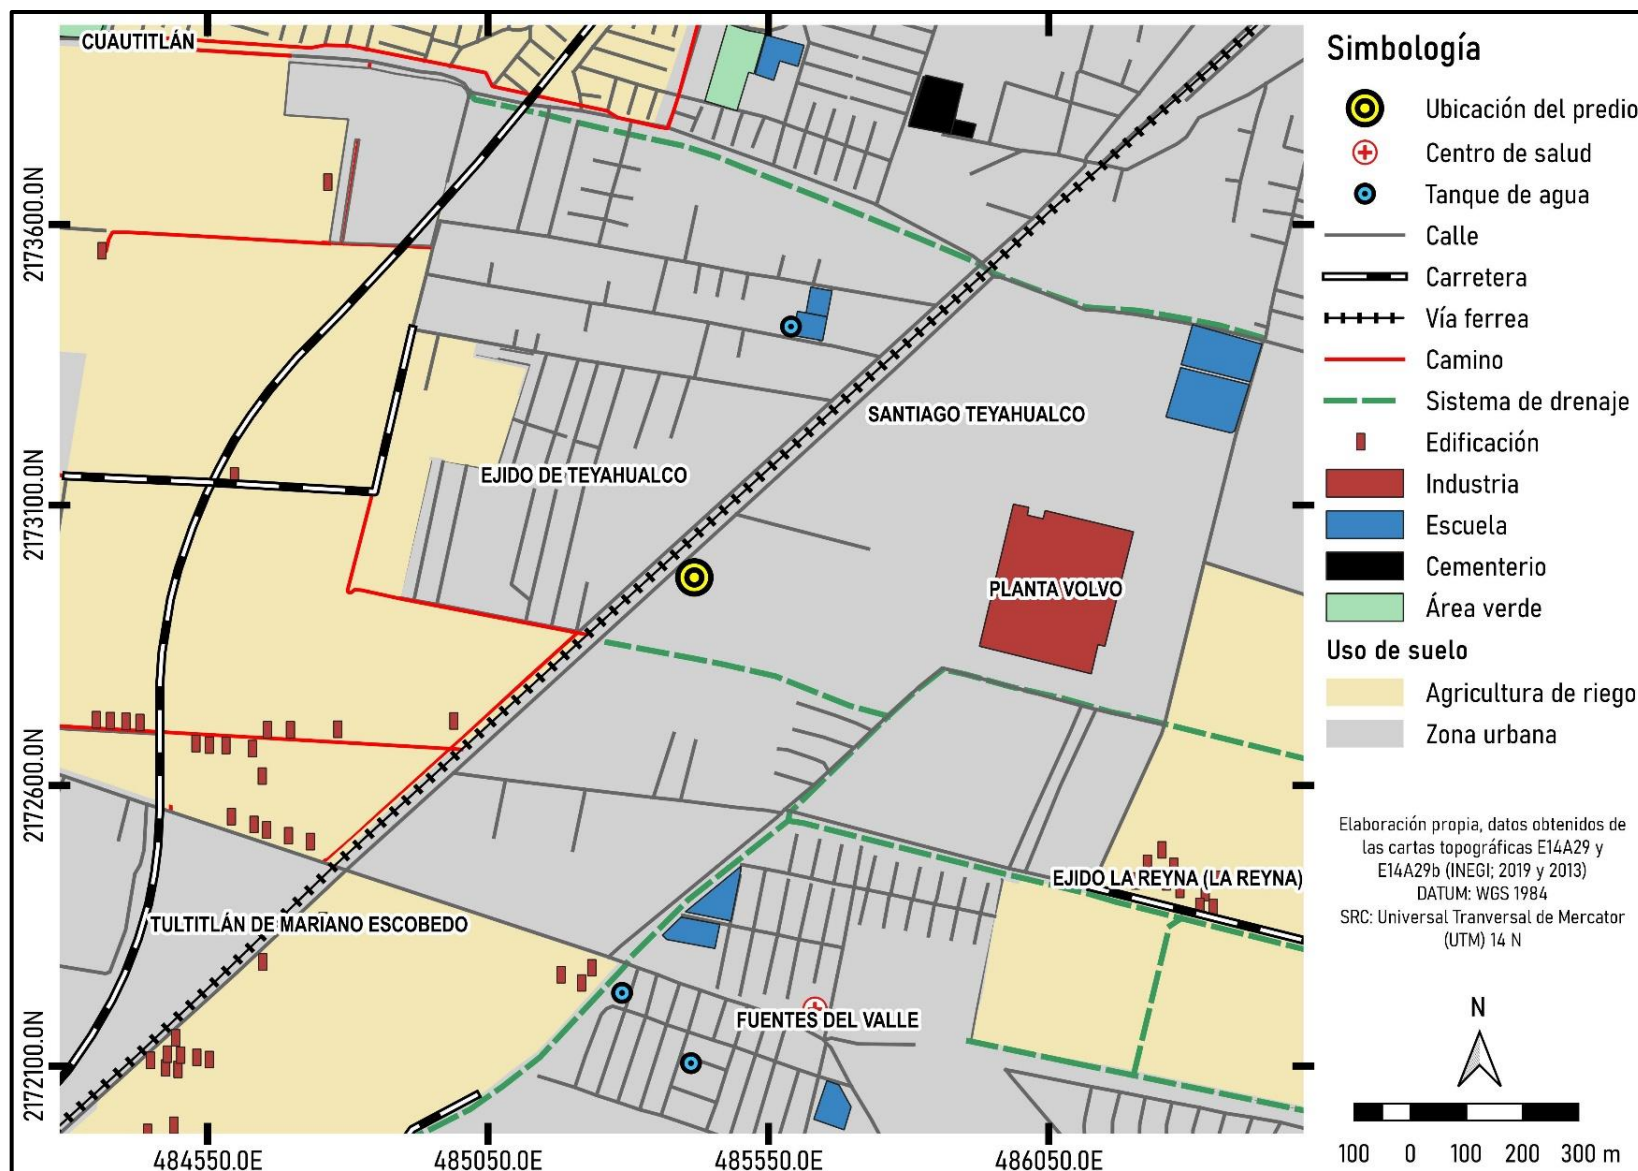 CUAUTITLÁN
SANTIAGO TEYAHUALCO
EJIDO DE TEYAHUALCO
PLANTA VOLVO
EJIDO LA REYNA (LA REYNA)
TULTITLÁN DE MARIANO ESCOBEDO
FUENTES DEL VALLE
2173600.0N
2173100.0N
2172600.0N
2172100.0N
484550.0E
485050.0E
485550.0E
486050.0E
Simbología
Ubicación del predio
Centro de salud
Tanque de agua
Calle
Carretera
Vía ferrea
Camino
Sistema de drenaje
Edificación
Industria
Escuela
Cementerio
Área verde
Uso de suelo
Agricultura de riego
Zona urbana
Elaboración propia, datos obtenidos de
las cartas topográficas E14A29 y
E14A29b (INEGI; 2019 y 2013)
DATUM: WGS 1984
SRC: Universal Tranversal de Mercator
(UTM) 14 N
N
100 0 100 200 300 m